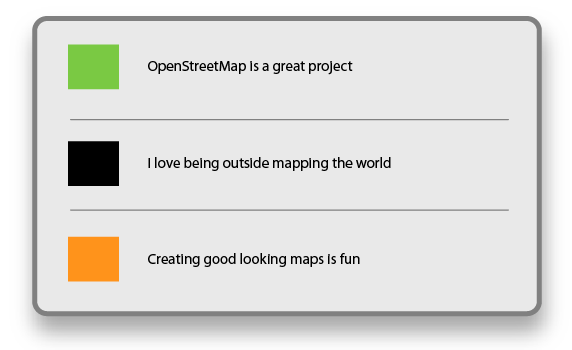 OpenStreetMap is a great project
I love being outside mapping the world
Creating good looking maps is fun